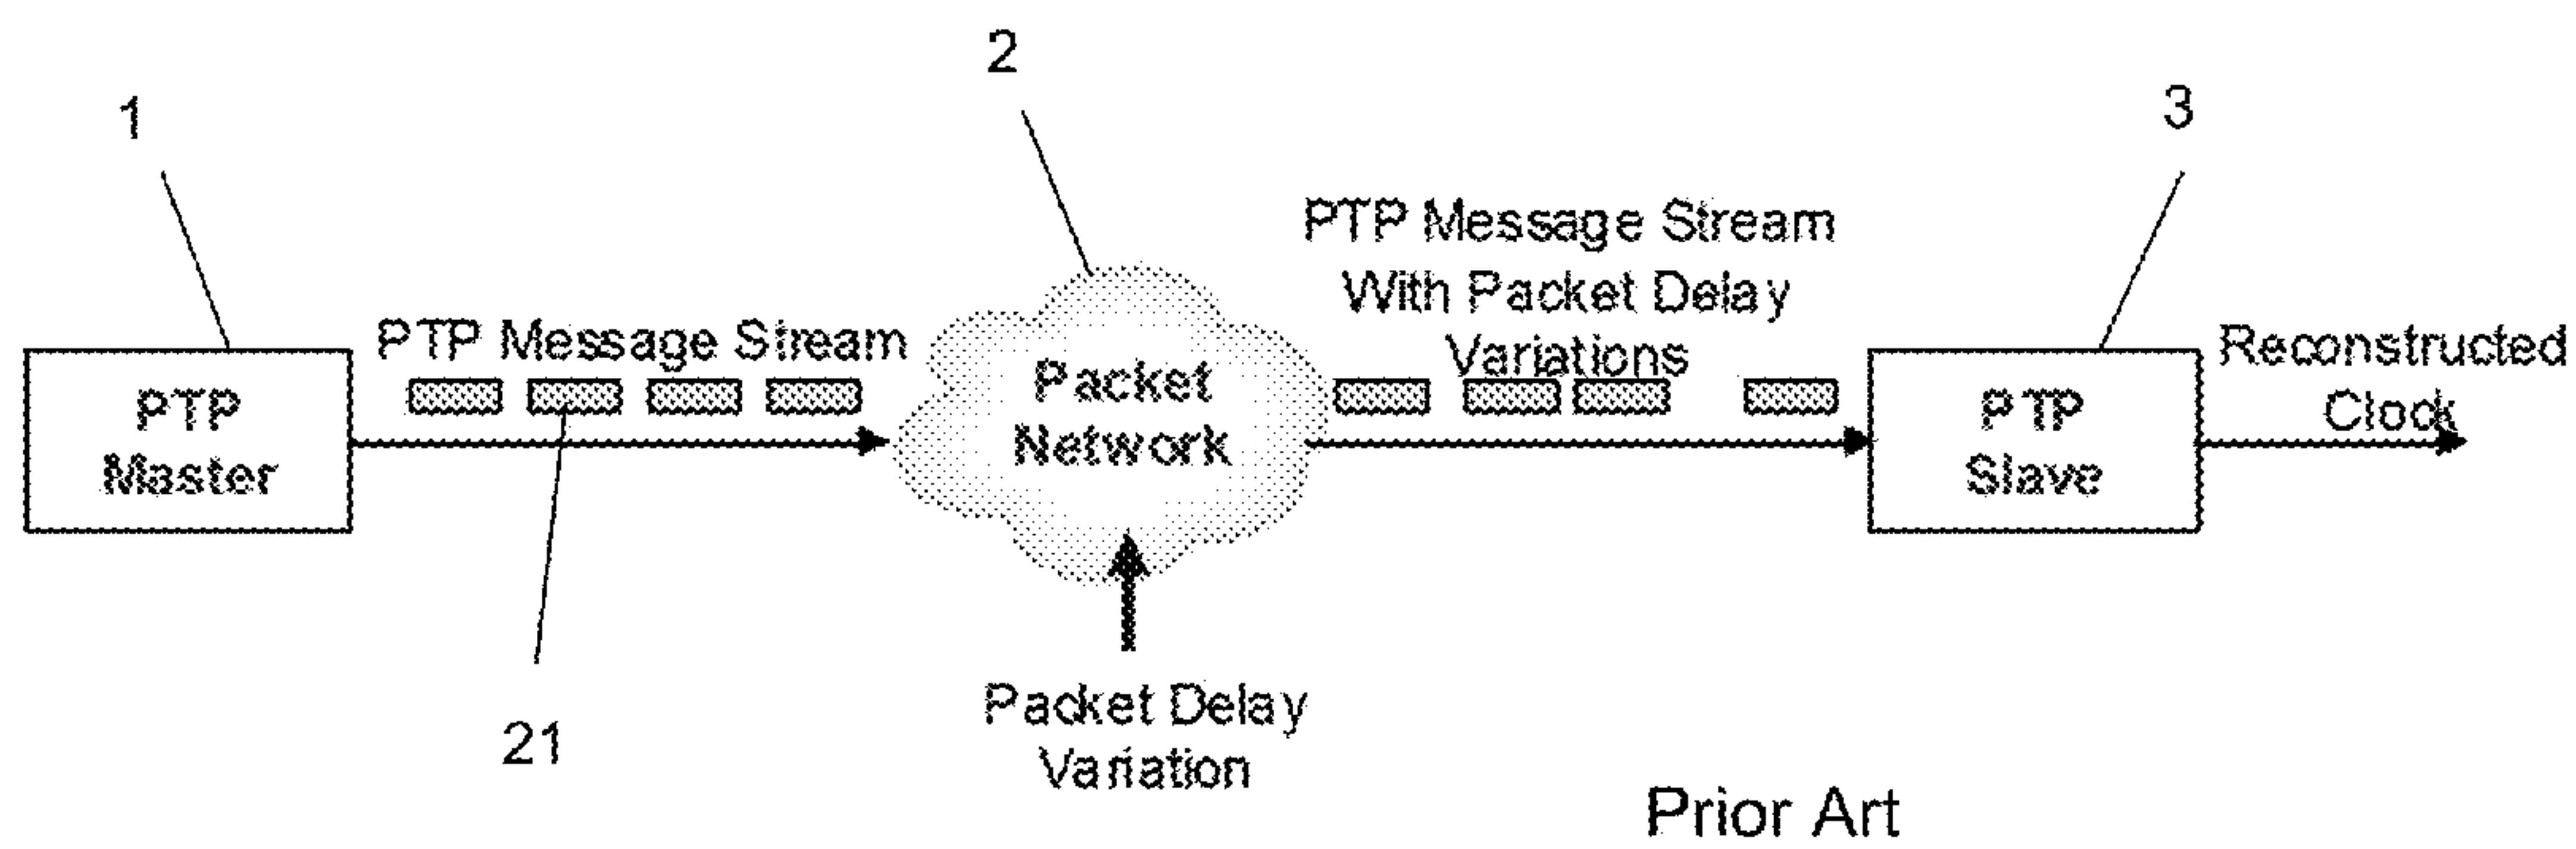 1
2
3
PTP Message Stream
With Packet Delay
Variations
PTP Message Stream
Reconstructed
Clock
PTP
Master
Packet
Network
PTP
Slave
21
Packet Delay
Variation
Prior Art